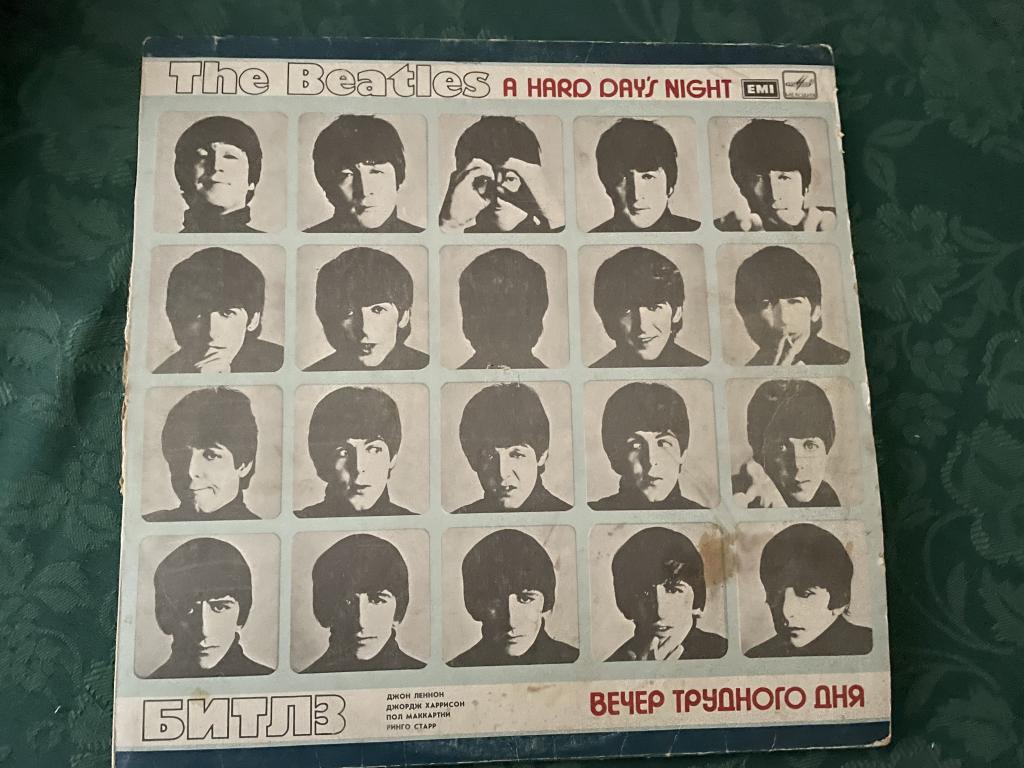 The Beatles A HARD DAY'S NIGHT EMI
БИТЛЗ
ДЖОН ЛЕННОН
ДЖОРДЖ ХАРРИСОН
ПОЛ МАККАРТНИ
РИНГО СТАРР
ВЕЧЕР ТРУДНОГО ДНЯ